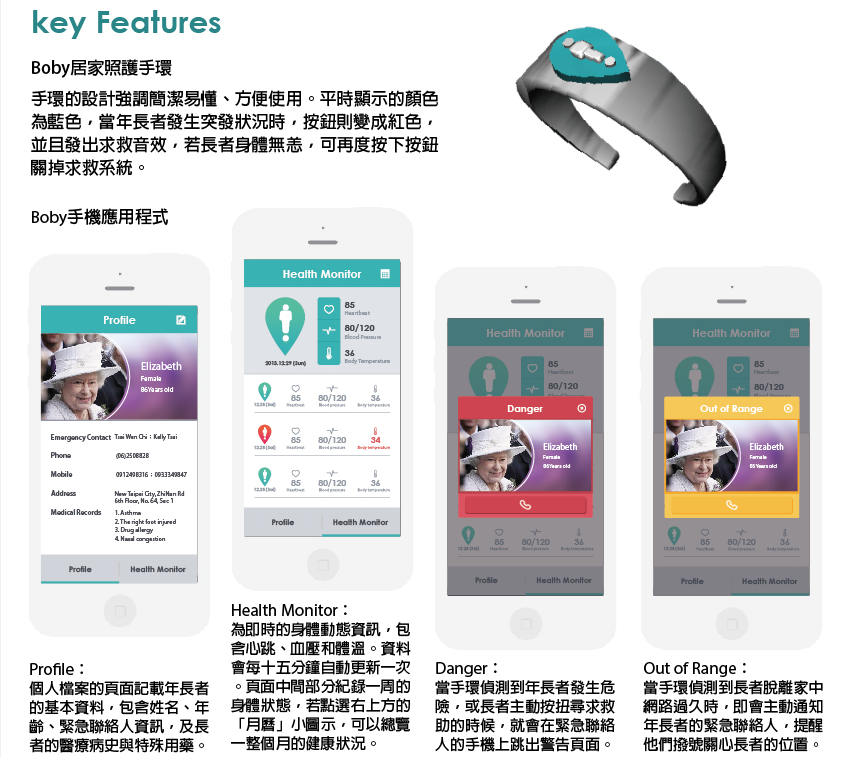 key Features
Boby居家照護手環
手環的設計強調簡潔易懂、方便使用。平時顯示的顏色
為藍色，當年長者發生突發狀況時，按鈕則變成紅色，
並且發出求救音效，若長者身體無恙，可再度按下按鈕
關掉求救系統。
Boby手機應用程式
Profile
Elizabeth
Female
86Years old
Emergency Contact Tsai Wen Chi；Kelly Tsai
Phone (06)2508828
Mobile 0912498316；0933349847
Address New Taipei City, ZhiNan Rd
6th Floor, No. 64, Sec 1
Medical Records 1. Asthma
2. The right foot injured
3. Drug allergy
4. Nasal congestion
Profile Health Monitor
Health Monitor
85
Heartbeat
80/120
Blood Pressure
36
Body Temperature
2015.12.29 (Sun)
85 80/120 36
Heartbeat Blood pressure Body temperature
85 80/120 34
Heartbeat Blood pressure Body temperature
85 80/120 36
Heartbeat Blood pressure Body temperature
Profile Health Monitor
Health Monitor
85
Heartbeat
80/120
Danger
Elizabeth
Female
86Years old
85 80/120 36
Heartbeat Blood pressure Body temperature
Profile Health Monitor
Health Monitor
85
Heartbeat
80/120
Out of Range
Elizabeth
Female
86Years old
85 80/120 36
Heartbeat Blood pressure Body temperature
Profile Health Monitor
Profile：
個人檔案的頁面記載年長者
的基本資料，包含姓名、年
齡、緊急聯絡人資訊，及長
者的醫療病史與特殊用藥。
Health Monitor：
為即時的身體動態資訊，包
含心跳、血壓和體溫。資料
會每十五分鐘自動更新一次
。頁面中間部分紀錄一周的
身體狀態，若點選右上方的
「月曆」小圖示，可以總覽
一整個月的健康狀況。
Danger：
當手環偵測到年長者發生危
險，或長者主動按扭尋求救
助的時候，就會在緊急聯絡
人的手機上跳出警告頁面。
Out of Range：
當手環偵測到長者脫離家中
網路過久時，即會主動通知
年長者的緊急聯絡人，提醒
他們撥號關心長者的位置。